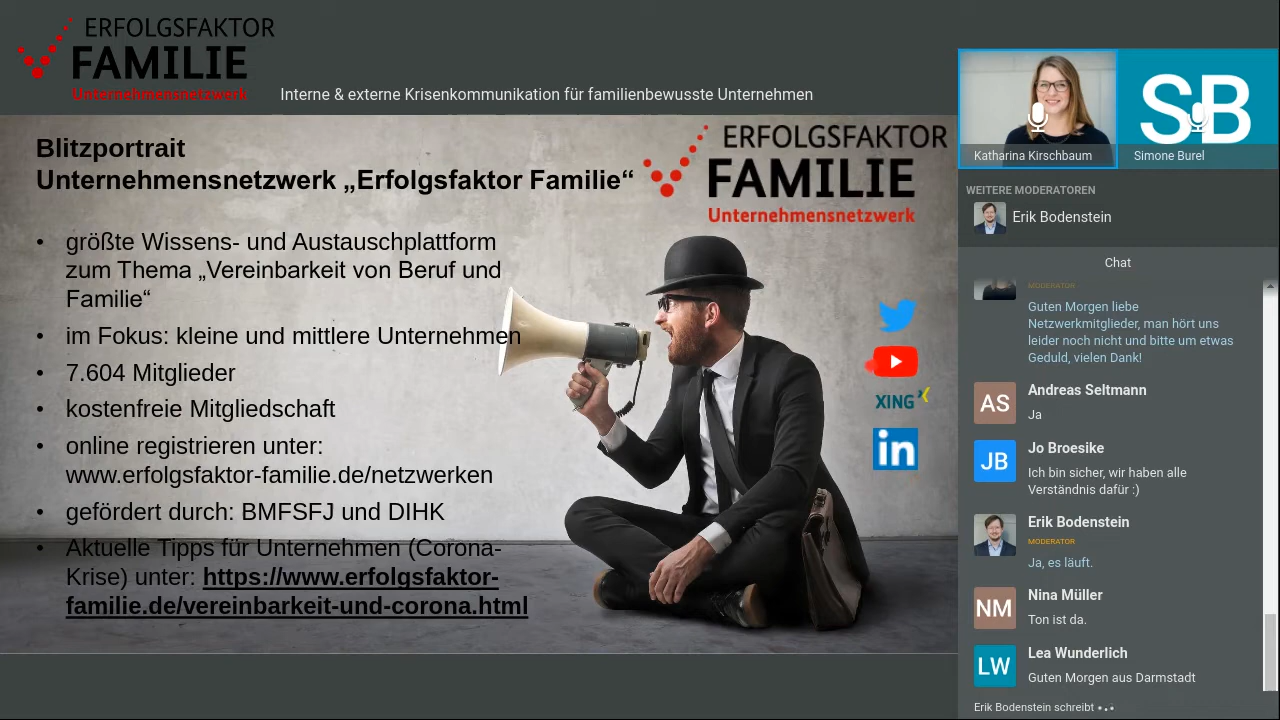 ERFOLGSFAKTOR
FAMILIE
Unternehmensnetzwerk
Interne & externe Krisenkommunikation für familienbewusste Unternehmen
Blitzportrait
Unternehmensnetzwerk „Erfolgsfaktor Familie“
ERFOLGSFAKTOR
FAMILIE
Unternehmensnetzwerk
• größte Wissens- und Austauschplattform
zum Thema „Vereinbarkeit von Beruf und
Familie“
• im Fokus: kleine und mittlere Unternehmen
• 7.604 Mitglieder
• kostenfreie Mitgliedschaft
• online registrieren unter:
www.erfolgsfaktor-familie.de/netzwerken
• gefördert durch: BMFSFJ und DIHK
• Aktuelle Tipps für Unternehmen (Corona-
Krise) unter: https://www.erfolgsfaktor-
familie.de/vereinbarkeit-und-corona.html
XING
in
SB
Katharina Kirschbaum
Simone Burel
WEITERE MODERATOREN
Erik Bodenstein
Chat
MODERATOR
Guten Morgen liebe
Netzwerkmitglieder, man hört uns
leider noch nicht und bitte um etwas
Geduld, vielen Dank!
AS
Andreas Seltmann
Ja
JB
Jo Broesike
Ich bin sicher, wir haben alle
Verständnis dafür :)
Erik Bodenstein
MODERATOR
Ja, es läuft.
NM
Nina Müller
Ton ist da.
LW
Lea Wunderlich
Guten Morgen aus Darmstadt
Erik Bodenstein schreibt